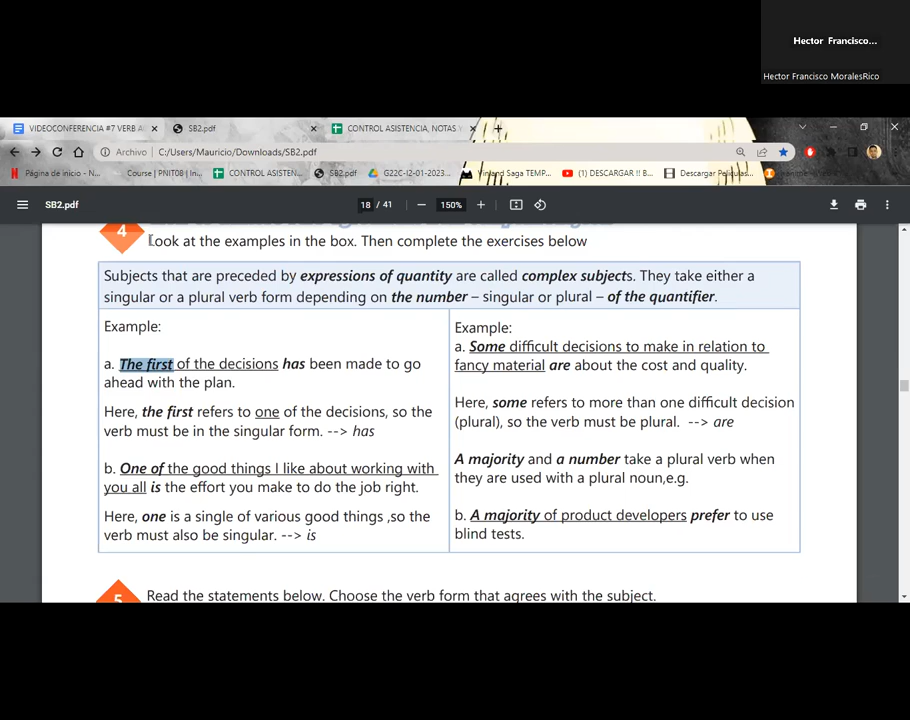 Hector Francisco...
Hector Francisco MoralesRico
VIDEOCONFERENCIA #7 VERB A
SB2.pdf
CONTROL ASISTENCIA, NOTAS Y
Archivo
C:/Users/Mauricio/Downloads/SB2.pdf
Página de inicio - N...
Course | PNIT08 | In...
CONTROL ASISTEN...
SB2.pdf
G22C-I2-01-2023...
Vinland Saga TEMP...
(1) DESCARGAR !! B...
Descargar Películas...
SB2.pdf
18 / 41
150%
4
Look at the examples in the box. Then complete the exercises below
Subjects that are preceded by expressions of quantity are called complex subjects. They take either a
singular or a plural verb form depending on the number – singular or plural – of the quantifier.
Example:
a. The first of the decisions has been made to go
ahead with the plan.
Here, the first refers to one of the decisions, so the
verb must be in the singular form. --> has
b. One of the good things I like about working with
you all is the effort you make to do the job right.
Here, one is a single of various good things ,so the
verb must also be singular. --> is
Example:
a. Some difficult decisions to make in relation to
fancy material are about the cost and quality.
Here, some refers to more than one difficult decision
(plural), so the verb must be plural. --> are
A majority and a number take a plural verb when
they are used with a plural noun,e.g.
b. A majority of product developers prefer to use
blind tests.
5
Read the statements below. Choose the verb form that agrees with the subject.